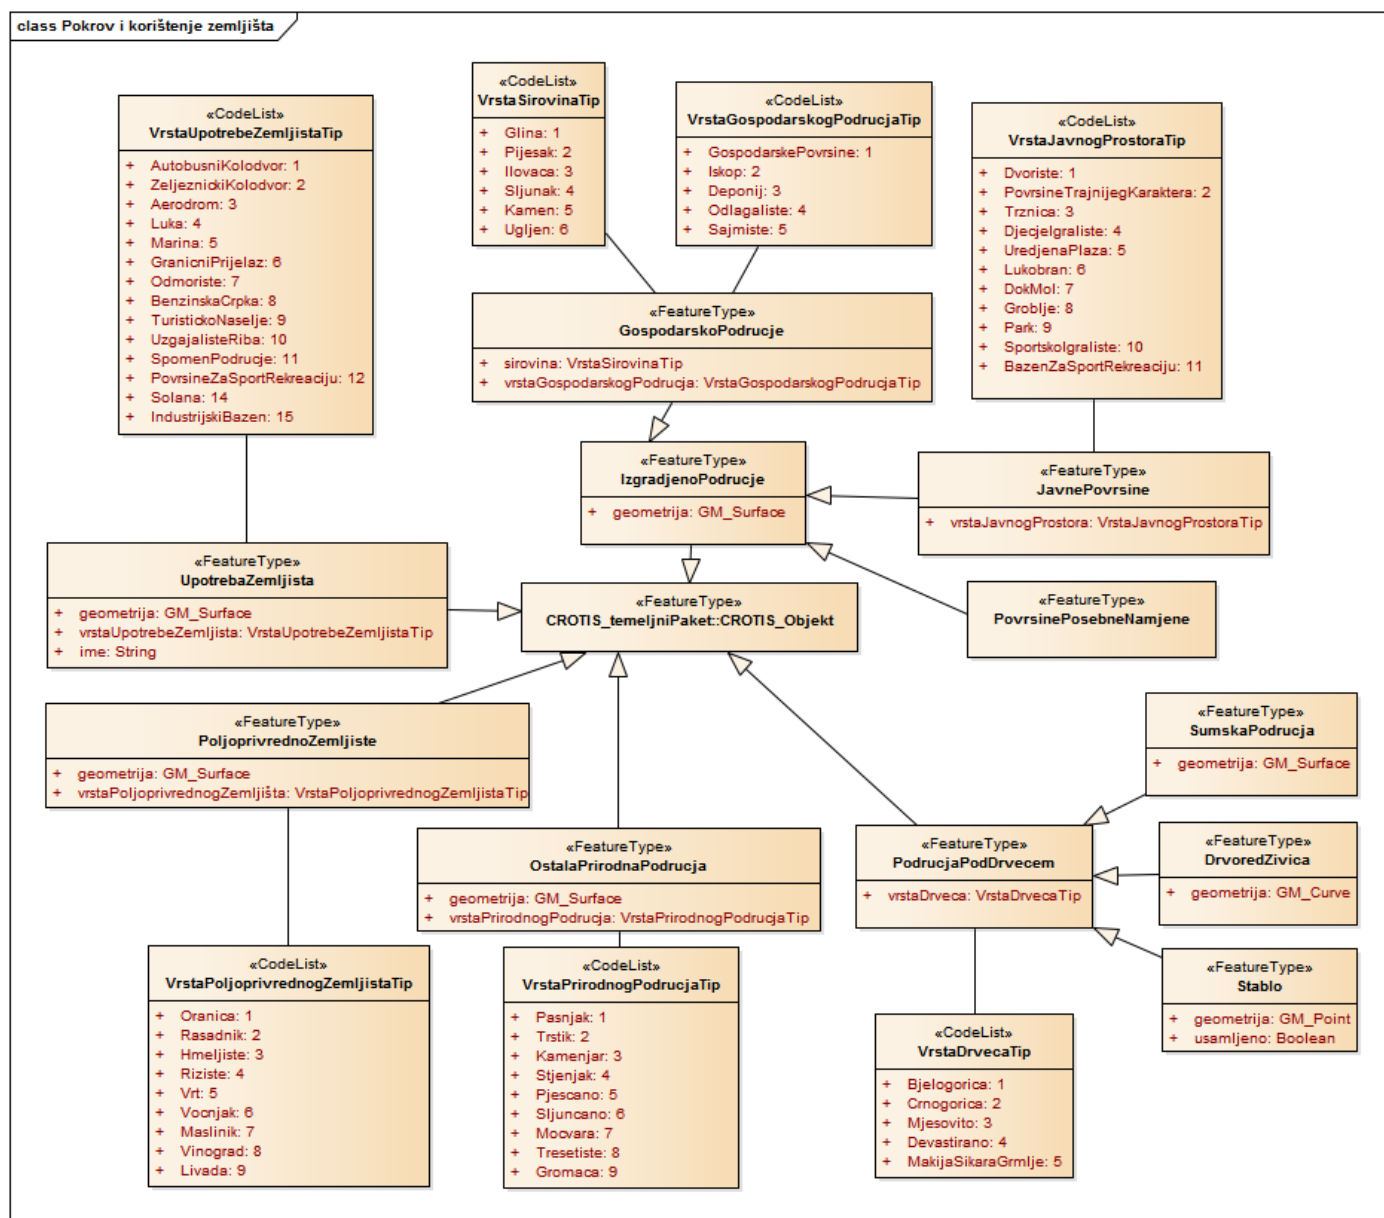 class Pokrov i korištenje zemljišta
«CodeList»
VrstaUpotrebeZemljistaTip
+ AutobusniKolodvor: 1
+ ZeljeznickiKolodvor: 2
+ Aerodrom: 3
+ Luka: 4
+ Marina: 5
+ GranicniPrijelaz: 6
+ Odmoriste: 7
+ BenzinskaCrpka: 8
+ TuristickoNaselje: 9
+ UzgajalisteRiba: 10
+ SpomenPodrucje: 11
+ PovrsineZaSportRekreaciju: 12
+ Solana: 14
+ IndustrijskiBazen: 15
«CodeList»
VrstaSirovinaTip
+ Glina: 1
+ Pijesak: 2
+ Ilovaca: 3
+ Sljunak: 4
+ Kamen: 5
+ Ugljen: 6
«CodeList»
VrstaGospodarskogPodrucjaTip
+ GospodarskePovrsine: 1
+ Iskop: 2
+ Deponij: 3
+ Odlagaliste: 4
+ Sajmiste: 5
«CodeList»
VrstaJavnogProstoraTip
+ Dvoriste: 1
+ PovrsineTrajnijegKaraktera: 2
+ Trznica: 3
+ DjecjeIgraliste: 4
+ UredjenaPlaza: 5
+ Lukobran: 6
+ DokMol: 7
+ Groblje: 8
+ Park: 9
+ SportskoIgraliste: 10
+ BazenZaSportRekreaciju: 11
«FeatureType»
GospodarskoPodrucje
+ sirovina: VrstaSirovinaTip
+ vrstaGospodarskogPodrucja: VrstaGospodarskogPodrucjaTip
«FeatureType»
IzgradjenoPodrucje
+ geometrija: GM_Surface
«FeatureType»
JavnePovrsine
+ vrstaJavnogProstora: VrstaJavnogProstoraTip
«FeatureType»
UpotrebaZemljista
+ geometrija: GM_Surface
+ vrstaUpotrebeZemljista: VrstaUpotrebeZemljistaTip
+ ime: String
«FeatureType»
CROTIS_temeljniPaket::CROTIS_Objekt
«FeatureType»
PovrsinePosebneNamjene
«FeatureType»
PoljoprivrednoZemljiste
+ geometrija: GM_Surface
+ vrstaPoljoprivrednogZemljišta: VrstaPoljoprivrednogZemljistaTip
«FeatureType»
SumskaPodrucja
+ geometrija: GM_Surface
«FeatureType»
OstalaPrirodnaPodrucja
+ geometrija: GM_Surface
+ vrstaPrirodnogPodrucja: VrstaPrirodnogPodrucjaTip
«FeatureType»
PodrucjaPodDrvecem
+ vrstaDrveca: VrstaDrvecaTip
«FeatureType»
DrvoredZivica
+ geometrija: GM_Curve
«FeatureType»
Stablo
+ geometrija: GM_Point
+ usamljeno: Boolean
«CodeList»
VrstaPoljoprivrednogZemljistaTip
+ Oranica: 1
+ Rasadnik: 2
+ Hmeljiste: 3
+ Riziste: 4
+ Vrt: 5
+ Vocnjak: 6
+ Maslinik: 7
+ Vinograd: 8
+ Livada: 9
«CodeList»
VrstaPrirodnogPodrucjaTip
+ Pasnjak: 1
+ Trstik: 2
+ Kamenjar: 3
+ Stjenjak: 4
+ Pjescano: 5
+ Sljuncano: 6
+ Mocvara: 7
+ Tresetiste: 8
+ Gromaca: 9
«CodeList»
VrstaDrvecaTip
+ Bjelogorica: 1
+ Crnogorica: 2
+ Mjesovito: 3
+ Devastirano: 4
+ MakijaSikaraGrmlje: 5